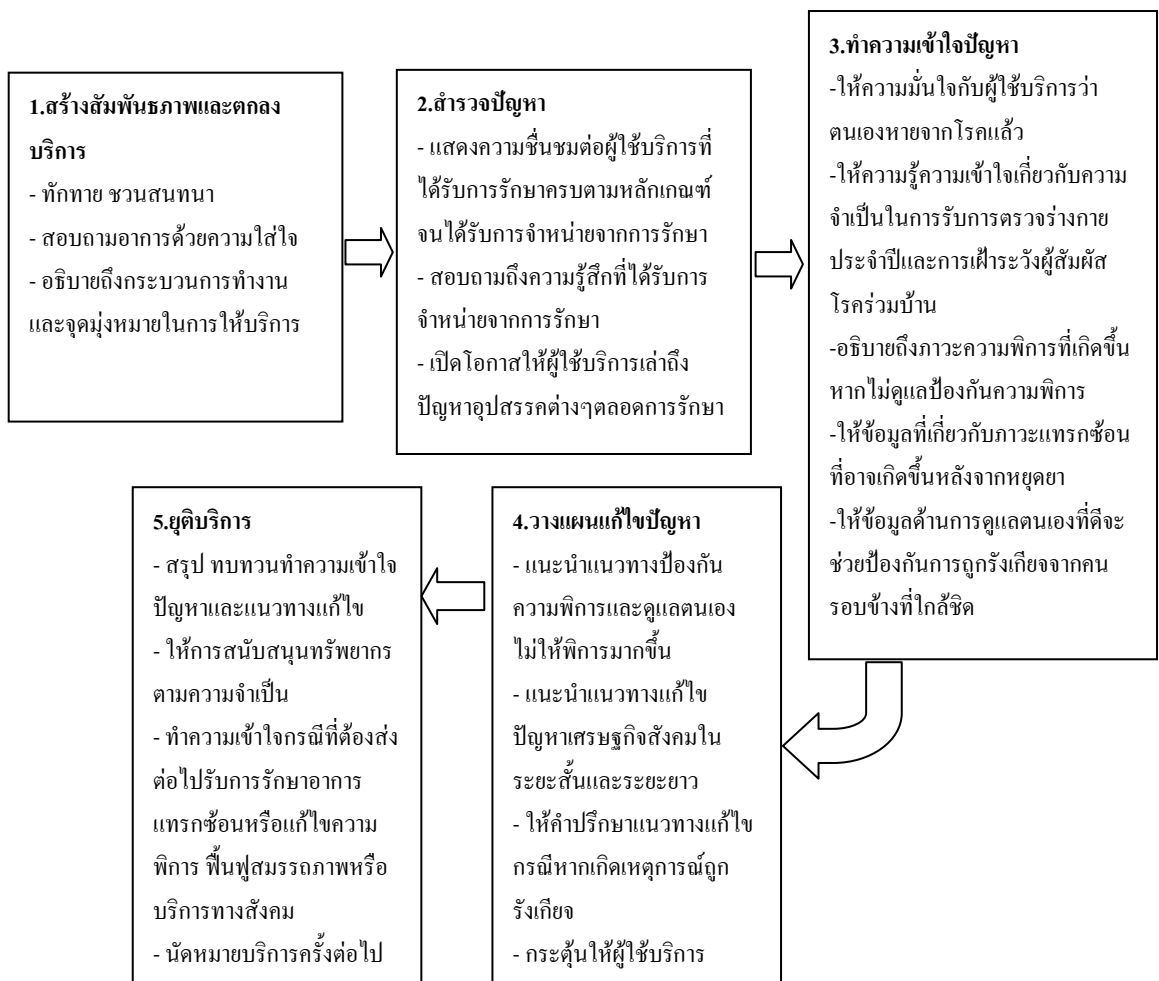 1.สร้างสัมพันธภาพและตกลง
บริการ
- ทักทาย ชวนสนทนา
- สอบถามอาการด้วยความใส่ใจ
- อธิบายถึงกระบวนการทำงาน
และจุดมุ่งหมายในการให้บริการ
2.สำรวจปัญหา
- แสดงความชื่นชมต่อผู้ใช้บริการที่
ได้รับการรักษาครบตามหลักเกณฑ์
จนได้รับการจำหน่ายจากการรักษา
- สอบถามถึงความรู้สึกที่ได้รับการ
จำหน่ายจากการรักษา
- เปิดโอกาสให้ผู้ใช้บริการเล่าถึง
ปัญหาอุปสรรคต่างๆตลอดการรักษา
3.ทำความเข้าใจปัญหา
-ให้ความมั่นใจกับผู้ใช้บริการว่า
ตนเองหายจากโรคแล้ว
-ให้ความรู้ความเข้าใจเกี่ยวกับความ
จำเป็นในการรับการตรวจร่างกาย
ประจำปีและการเฝ้าระวังผู้สัมผัส
โรคร่วมบ้าน
-อธิบายถึงภาวะความพิการที่เกิดขึ้น
หากไม่ดูแลป้องกันความพิการ
-ให้ข้อมูลที่เกี่ยวกับภาวะแทรกซ้อน
ที่อาจเกิดขึ้นหลังจากหยุดยา
-ให้ข้อมูลด้านการดูแลตนเองที่ดีจะ
ช่วยป้องกันการถูกรังเกียจจากคน
รอบข้างที่ใกล้ชิด
4.วางแผนแก้ไขปัญหา
- แนะนำแนวทางป้องกัน
ความพิการและดูแลตนเอง
ไม่ให้พิการมากขึ้น
- แนะนำแนวทางแก้ไข
ปัญหาเศรษฐกิจสังคมใน
ระยะสั้นและระยะยาว
- ให้คำปรึกษาแนวทางแก้ไข
กรณีหากเกิดเหตุการณ์ถูก
รังเกียจ
- กระตุ้นให้ผู้ใช้บริการ
5.ยุติบริการ
- สรุป ทบทวนทำความเข้าใจ
ปัญหาและแนวทางแก้ไข
- ให้การสนับสนุนทรัพยากร
ตามความจำเป็น
- ทำความเข้าใจกรณีที่ต้องส่ง
ต่อไปรับการรักษาอาการ
แทรกซ้อนหรือแก้ไขความ
พิการ ฟื้นฟูสมรรถภาพหรือ
บริการทางสังคม
- นัดหมายบริการครั้งต่อไป